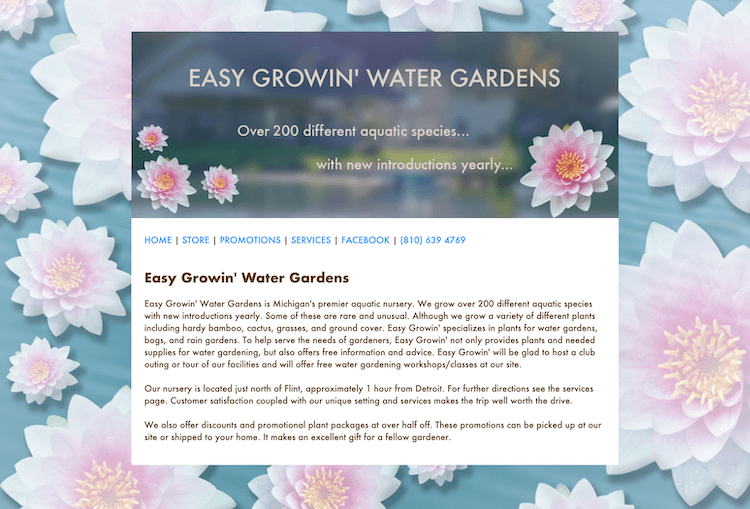 EASY GROWIN' WATER GARDENS
Over 200 different aquatic species...
with new introductions yearly...
HOME | STORE | PROMOTIONS | SERVICES | FACEBOOK | (810) 639 4769
Easy Growin' Water Gardens
Easy Growin' Water Gardens is Michigan's premier aquatic nursery. We grow over 200 different aquatic species
with new introductions yearly. Some of these are rare and unusual. Although we grow a variety of different plants
including hardy bamboo, cactus, grasses, and ground cover. Easy Growin' specializes in plants for water gardens,
bogs, and rain gardens. To help serve the needs of gardeners, Easy Growin' not only provides plants and needed
supplies for water gardening, but also offers free information and advice. Easy Growin' will be glad to host a club
outing or tour of our facilities and will offer free water gardening workshops/classes at our site.
Our nursery is located just north of Flint, approximately 1 hour from Detroit. For further directions see the services
page. Customer satisfaction coupled with our unique setting and services makes the trip well worth the drive.
We also offer discounts and promotional plant packages at over half off. These promotions can be picked up at our
site or shipped to your home. It makes an excellent gift for a fellow gardener.